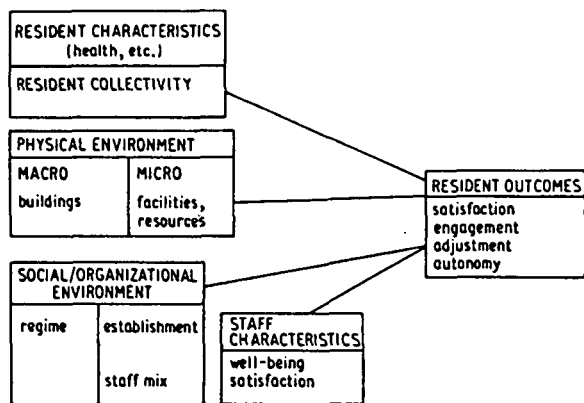 RESIDENT CHARACTERISTICS
(health, etc.)
RESIDENT COLLECTIVITY
PHYSICAL ENVIRONMENT
MACRO MICRO
buildings facilities,
resources
RESIDENT OUTCOMES
satisfaction
engagement
adjustment
autonomy
SOCIAL/ORGANIZATIONAL
ENVIRONMENT
regime establishment
staff mix
STAFF
CHARACTERISTICS
well-being
satisfaction